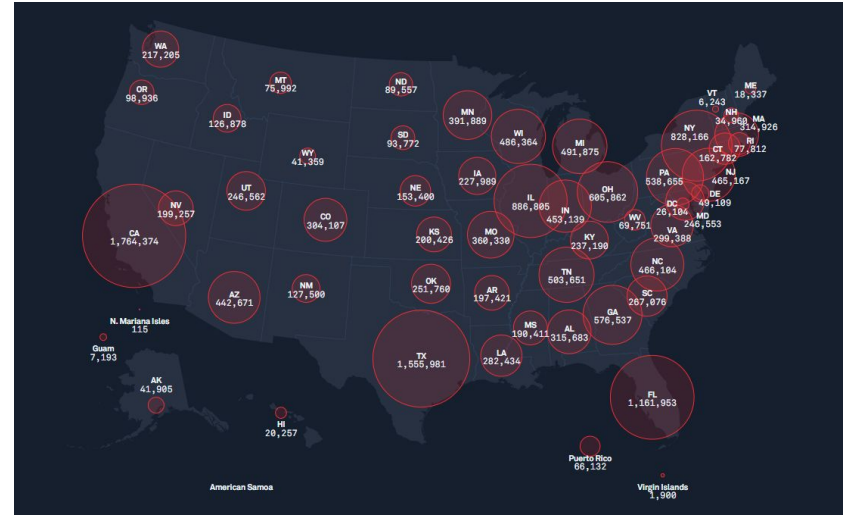 WA
217,205
OR
98,936
MT
75,992
ND
89,557
ID
126,878
MN
391,889
WI
486,364
MI
491,875
ME
18,337
VT
6,243
NH
34,960
MA
314,926
NY
828,166
RI
77,812
CT
162,782
SD
93,772
WY
41,359
IA
227,989
PA
538,655
NJ
465,167
OH
605,862
UT
246,562
NE
153,400
IL
886,805
IN
453,139
DE
49,109
DC
26,104
MD
246,553
NV
199,257
CO
304,107
KS
200,426
MO
360,330
WV
69,751
VA
299,388
KY
237,190
CA
1,764,374
NC
466,104
TN
503,651
AZ
442,671
NM
127,500
OK
251,760
AR
197,421
SC
267,076
GA
576,537
MS
190,411
AL
315,683
N. Mariana Isles
115
Guam
7,193
TX
1,555,981
LA
282,434
AK
41,905
FL
1,161,953
HI
20,257
Puerto Rico
66,132
American Samoa
Virgin Islands
1,900